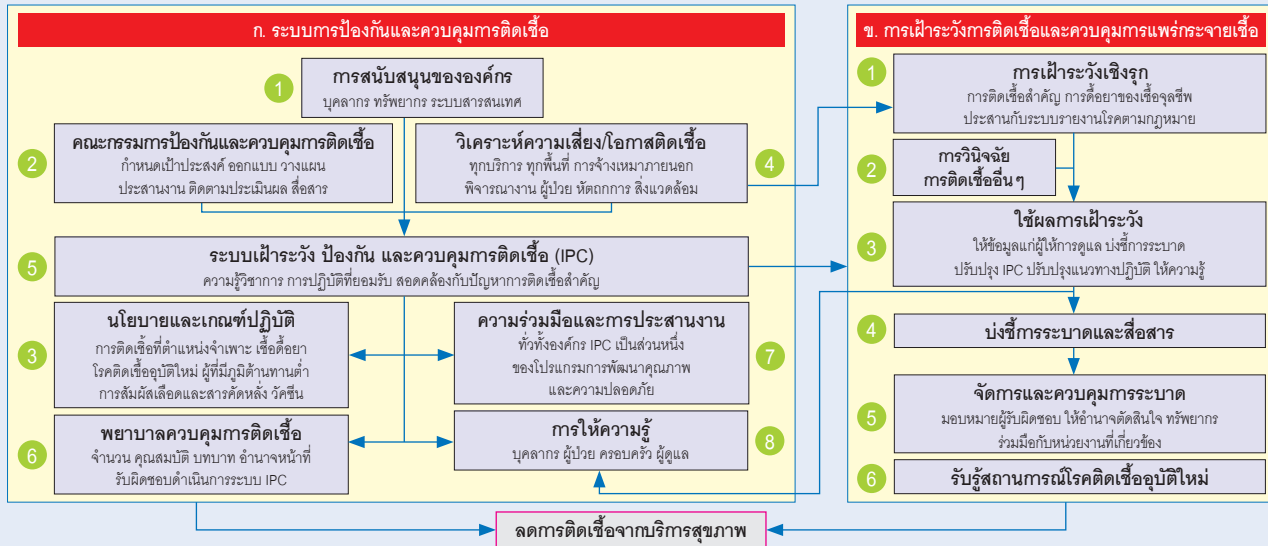 ก. ระบบการป้องกันและควบคุมการติดเชื้อ
1
การสนับสนุนขององค์กร
บุคลากร ทรัพยากร ระบบสารสนเทศ
2
คณะกรรมการป้องกันและควบคุมการติดเชื้อ
กำหนดเป้าประสงค์ ออกแบบ วางแผน
ประสานงาน ติดตามประเมินผล สื่อสาร
วิเคราะห์ความเสี่ยง/โอกาสติดเชื้อ
ทุกบริการ ทุกพื้นที่ การจ้างเหมาภายนอก
พิจารณางาน ผู้ป่วย หัตถการ สิ่งแวดล้อม
4
5
ระบบเฝ้าระวัง ป้องกัน และควบคุมการติดเชื้อ (IPC)
ความรู้วิชาการ การปฏิบัติที่ยอมรับ สอดคล้องกับปัญหาการติดเชื้อสำคัญ
3
นโยบายและเกณฑ์ปฏิบัติ
การติดเชื้อที่ตำแหน่งจำเพาะ เชื้อดื้อยา
โรคติดเชื้ออุบัติใหม่ ผู้ที่มีภูมิต้านทานต่ำ
การสัมผัสเลือดและสารคัดหลั่ง วัคซีน
ความร่วมมือและการประสานงาน
ทั่วทั้งองค์กร IPC เป็นส่วนหนึ่ง
ของโปรแกรมการพัฒนาคุณภาพ
และความปลอดภัย
7
6
พยาบาลควบคุมการติดเชื้อ
จำนวน คุณสมบัติ บทบาท อำนาจหน้าที่
รับผิดชอบดำเนินการระบบ IPC
การให้ความรู้
บุคลากร ผู้ป่วย ครอบครัว ผู้ดูแล
8
ข. การเฝ้าระวังการติดเชื้อและควบคุมการแพร่กระจายเชื้อ
1
การเฝ้าระวังเชิงรุก
การติดเชื้อสำคัญ การดื้อยาของเชื้อจุลชีพ
ประสานกับระบบรายงานโรคตามกฎหมาย
2
การวินิจฉัย
การติดเชื้ออื่นๆ
3
ใช้ผลการเฝ้าระวัง
ให้ข้อมูลแก่ผู้ให้การดูแล บ่งชี้การระบาด
ปรับปรุง IPC ปรับปรุงแนวทางปฏิบัติ ให้ความรู้
4
บ่งชี้การระบาดและสื่อสาร
5
จัดการและควบคุมการระบาด
มอบหมายผู้รับผิดชอบ ให้อำนาจตัดสินใจ ทรัพยากร
ร่วมมือกับหน่วยงานที่เกี่ยวข้อง
6
รับรู้สถานการณ์โรคติดเชื้ออุบัติใหม่
ลดการติดเชื้อจากบริการสุขภาพ